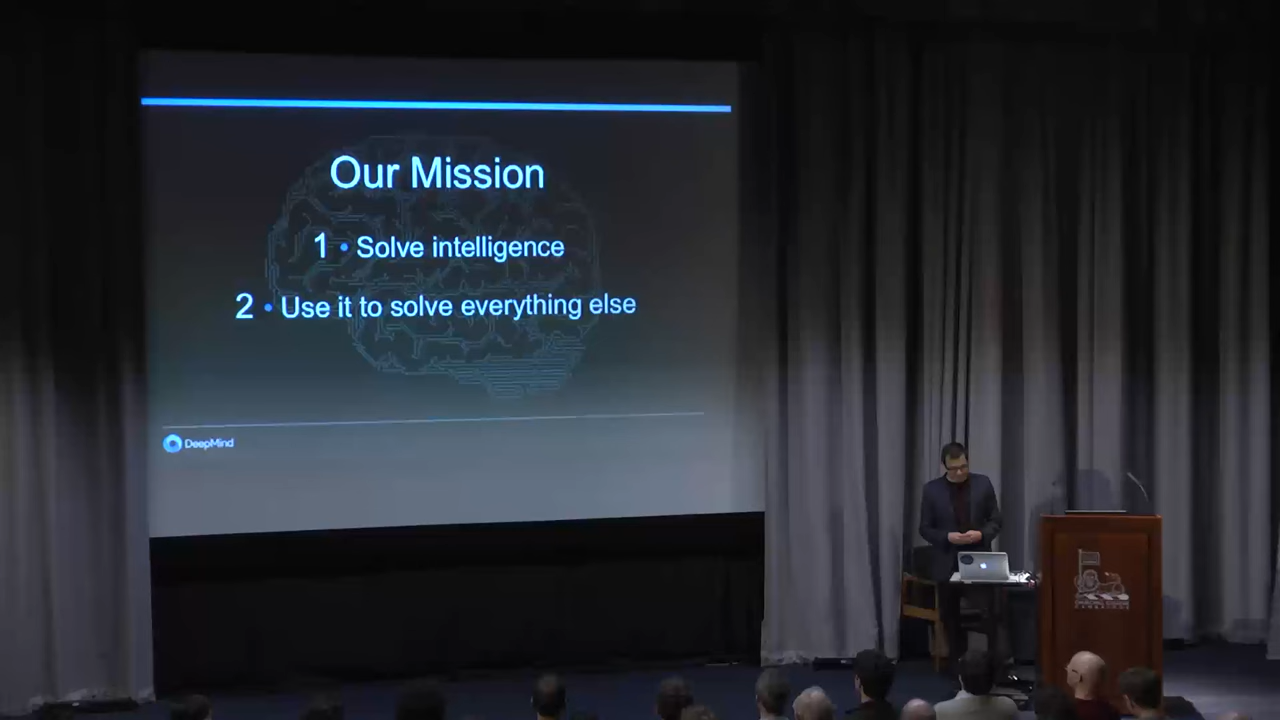 Our Mission
1 • Solve intelligence
2 • Use it to solve everything else
DeepMind